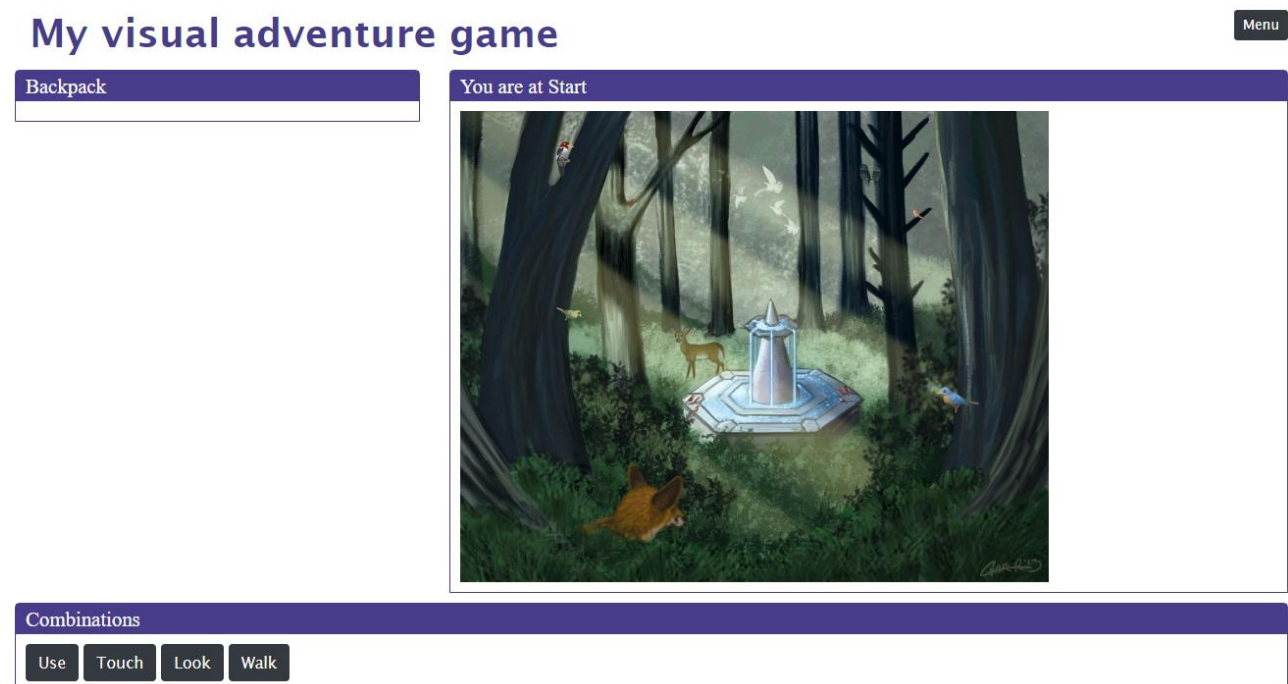 My visual adventure game
Menu
Backpack
You are at Start
Combinations
Use Touch Look Walk